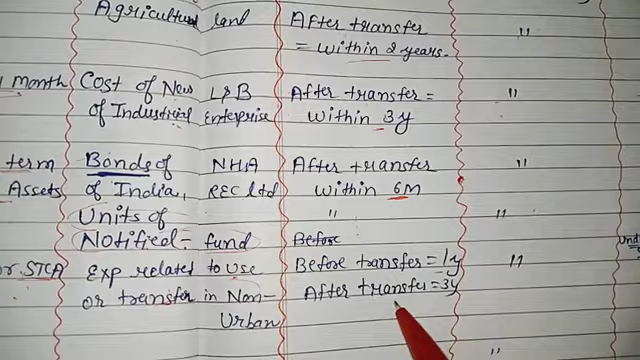 Agricultural land After transfer
= within 2 years. "
month Cost of New L&B After transfer = "
of Industrial Enterprise within 3y
term Bonds of NHA After transfer "
Assets of India, REC Ltd within 6M
Units of " "
Notified - fund Before
or STCA Exp related to Use Before transfer = 1y "
or transfer in Non- After transfer = 3y
Urban
"